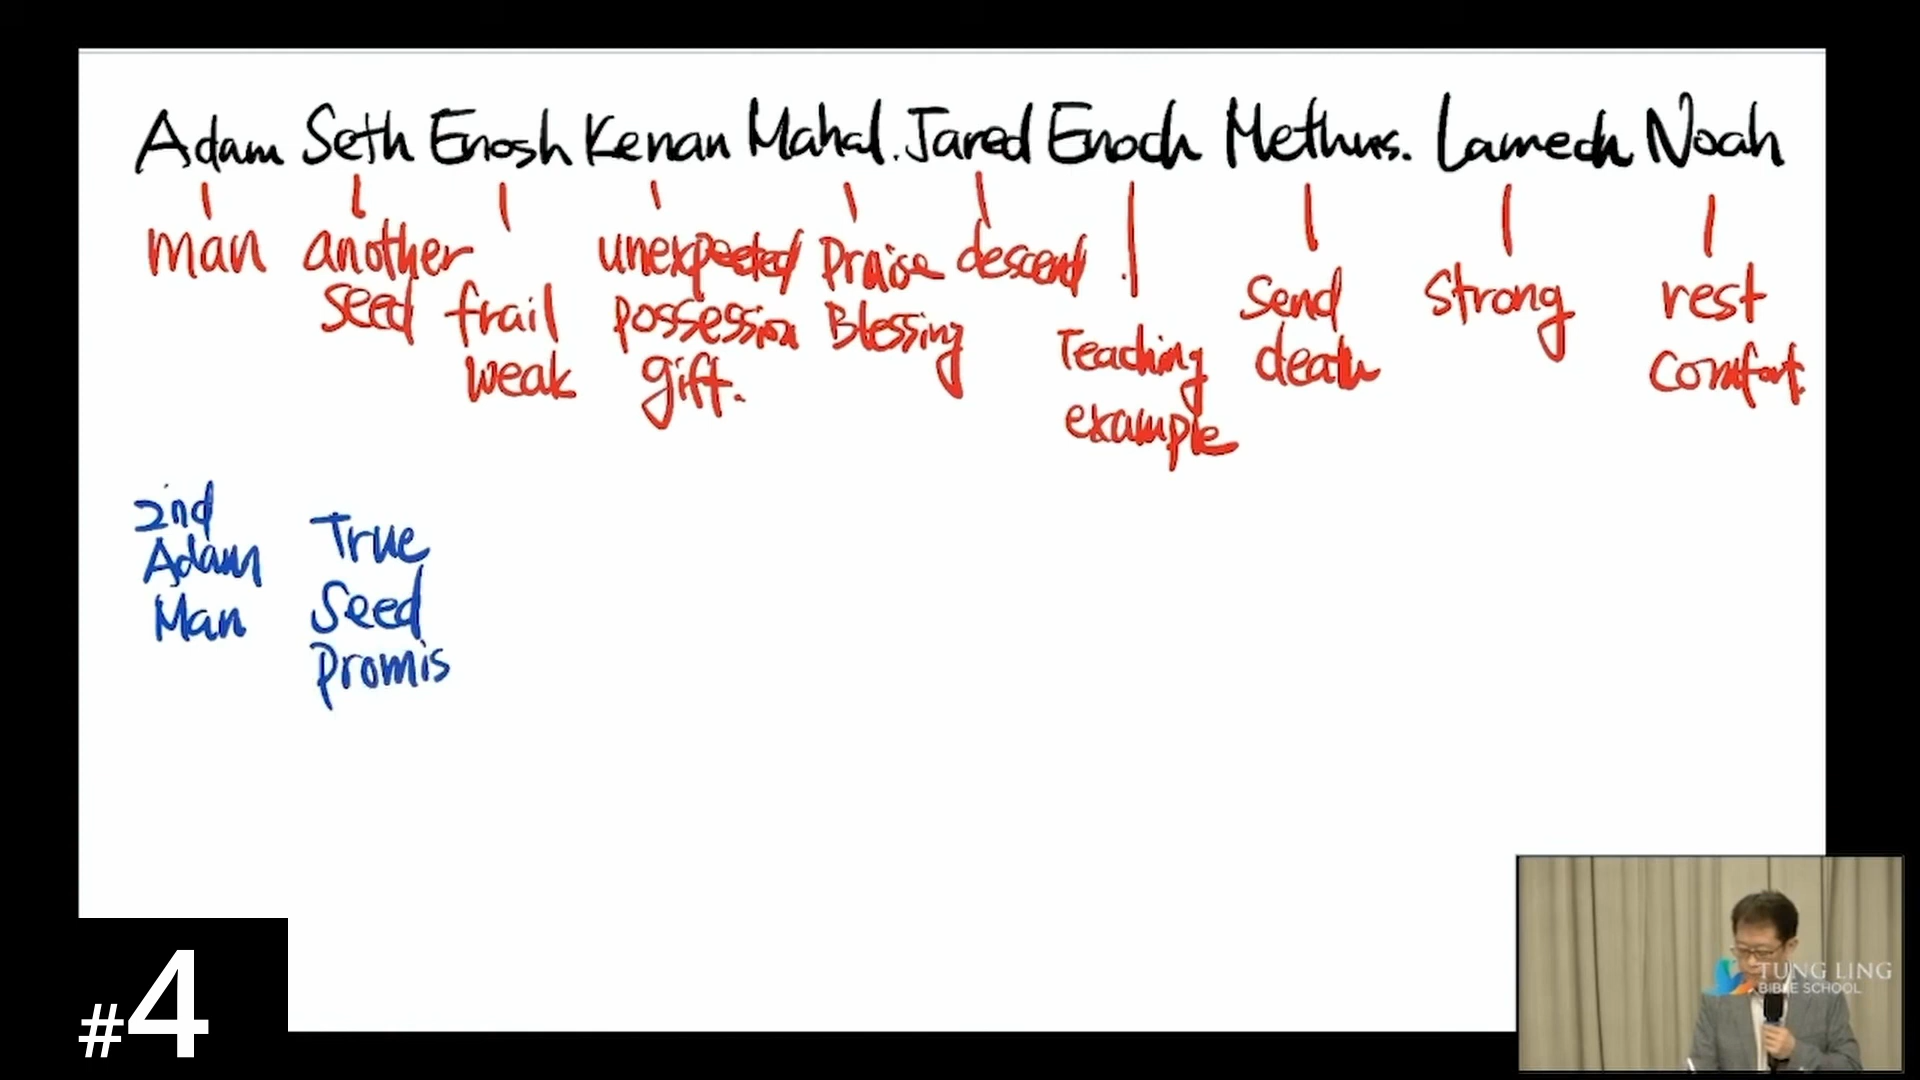 Adam Seth Enosh Kenan Mahal. Jared Enoch Methus. Lamech Noah
man
another
seed
frail
weak
unexpected
possession
gift.
Praise
Blessing
descend
Teaching
example
Send
death
strong
rest
comfort.
2nd
Adam
Man
True
Seed
Promis
#4
TUNG LING
BIBLE SCHOOL